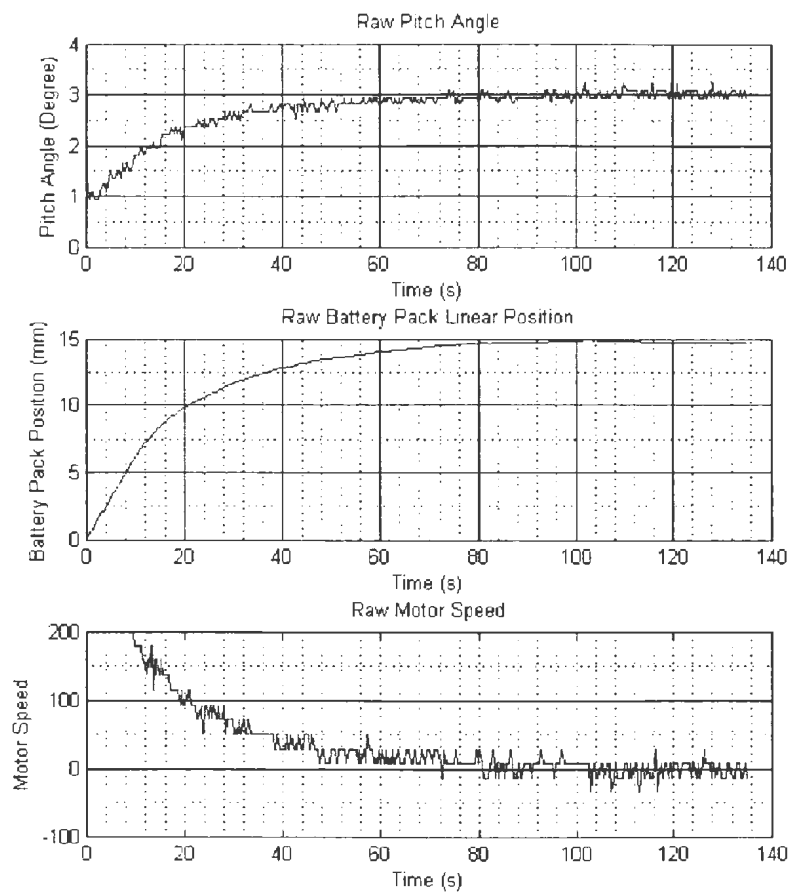 Raw Pitch Angle
Pitch Angle (Degree)
4
3
2
1
0
0 20 40 60 80 100 120 140
Time (s)
Raw Battery Pack Linear Position
Battery Pack Position (mm)
15
10
5
0
0 20 40 60 80 100 120 140
Time (s)
Raw Motor Speed
Motor Speed
200
100
0
-100
0 20 40 60 80 100 120 140
Time (s)